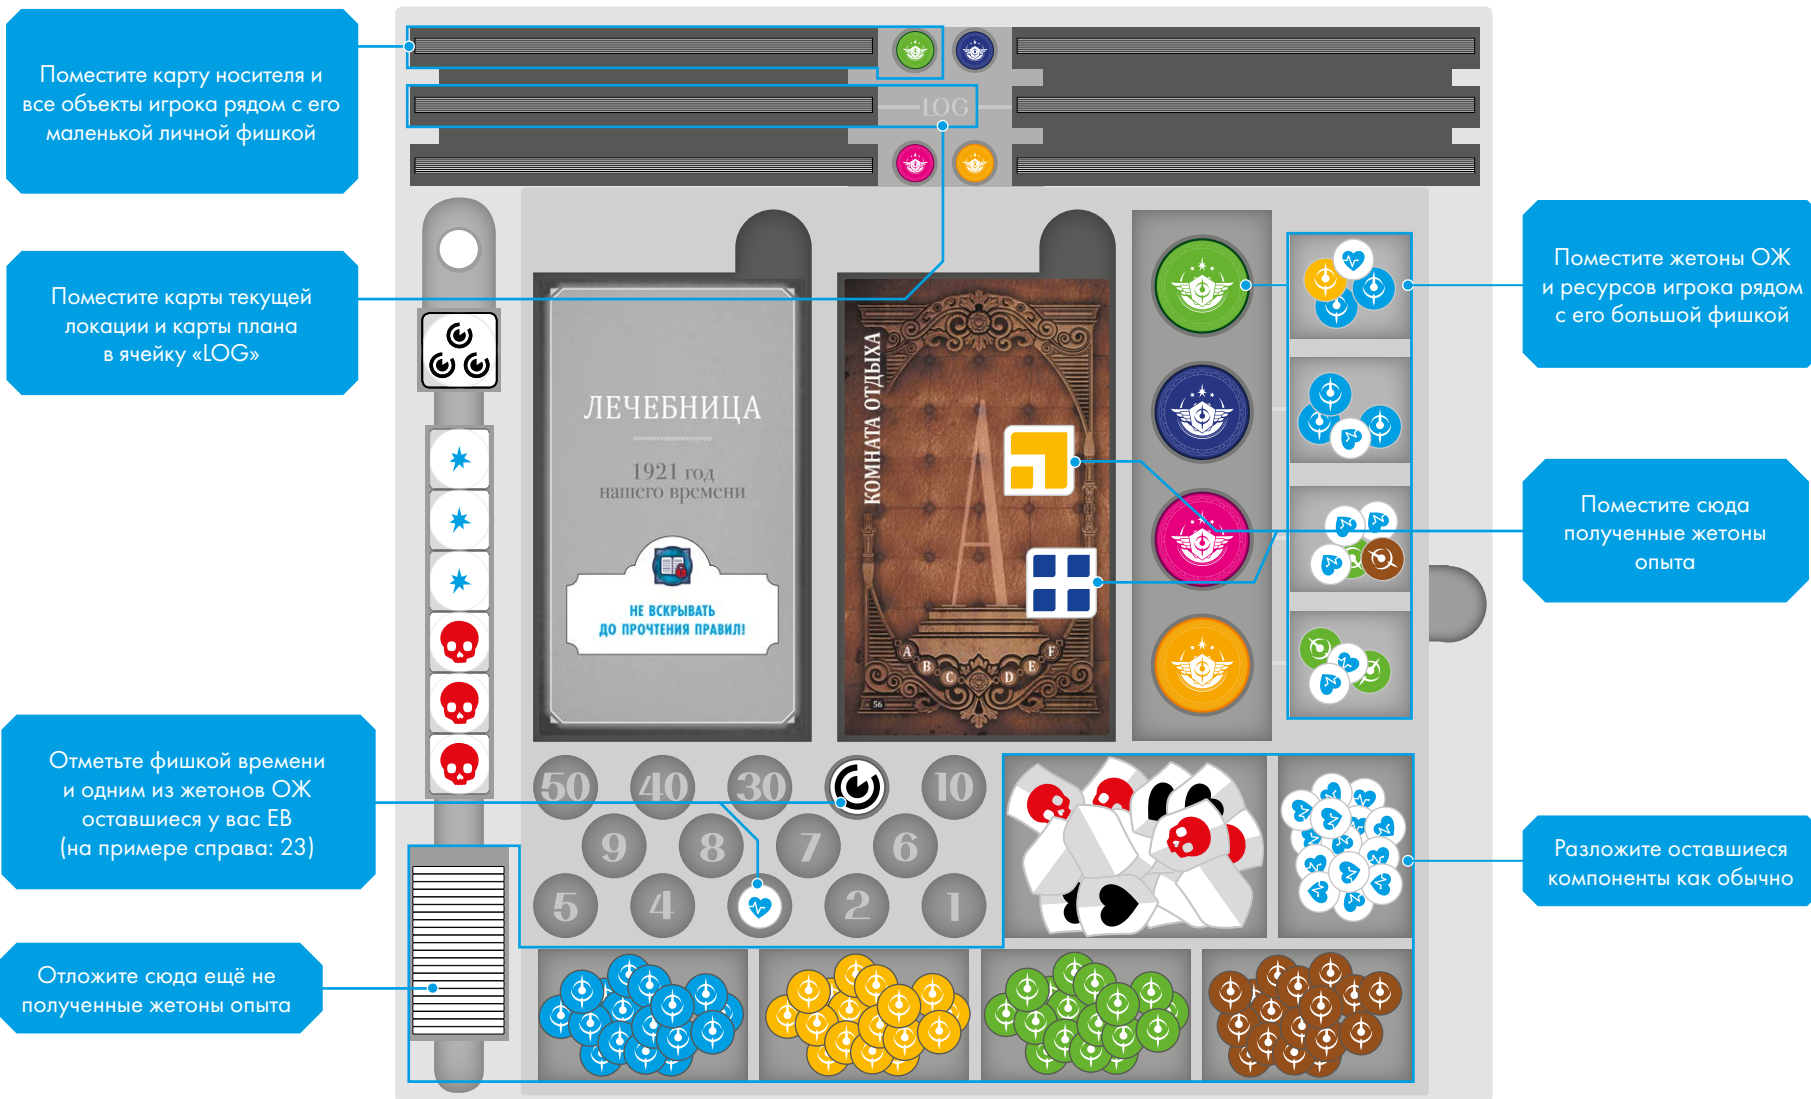 Поместите карту носителя и
все объекты игрока рядом с его
маленькой личной фишкой
LOG
Поместите карты текущей
локации и карты плана
в ячейку «LOG»
Поместите жетоны ОЖ
и ресурсов игрока рядом
с его большой фишкой
ЛЕЧЕБНИЦА
1921 год
нашего времени
НЕ ВСКРЫВАТЬ
ДО ПРОЧТЕНИЯ ПРАВИЛ!
КОМНАТА ОТДЫХА
A
A
B
C
D
E
F
56
Поместите сюда
полученные жетоны
опыта
Отметьте фишкой времени
и одним из жетонов ОЖ
оставшиеся у вас ЕВ
(на примере справа: 23)
50 40 30 10
9 8 7 6
5 4 2 1
Разложите оставшиеся
компоненты как обычно
Отложите сюда ещё не
полученные жетоны опыта